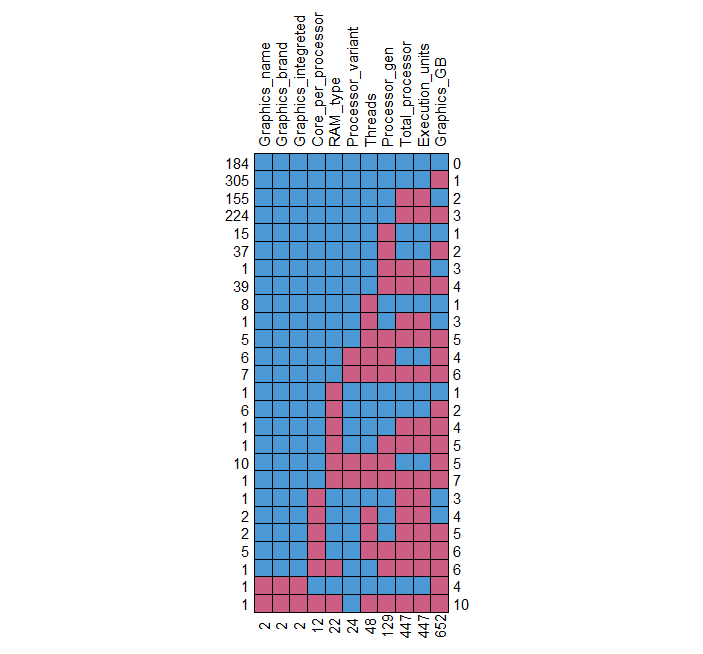 Graphics_name
Graphics_brand
Graphics_integreted
Core_per_processor
RAM_type
Processor_variant
Threads
Processor_gen
Total_processor
Execution_units
Graphics_GB
184 0
305 1
155 2
224 3
15 1
37 2
1 3
39 4
8 1
1 3
5 5
6 4
7 6
1 1
6 2
1 4
1 5
10 5
1 7
1 3
2 4
2 5
5 6
1 6
1 4
1 10
2 2 2 12 22 24 48 129 447 447 652